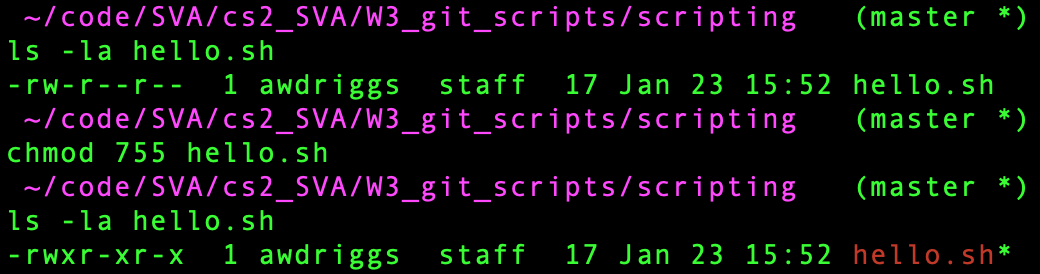 ~/code/SVA/cs2_SVA/W3_git_scripts/scripting (master *)
ls -la hello.sh
-rw-r--r-- 1 awdriggs staff 17 Jan 23 15:52 hello.sh
~/code/SVA/cs2_SVA/W3_git_scripts/scripting (master *)
chmod 755 hello.sh
~/code/SVA/cs2_SVA/W3_git_scripts/scripting (master *)
ls -la hello.sh
-rwxr-xr-x 1 awdriggs staff 17 Jan 23 15:52 hello.sh*